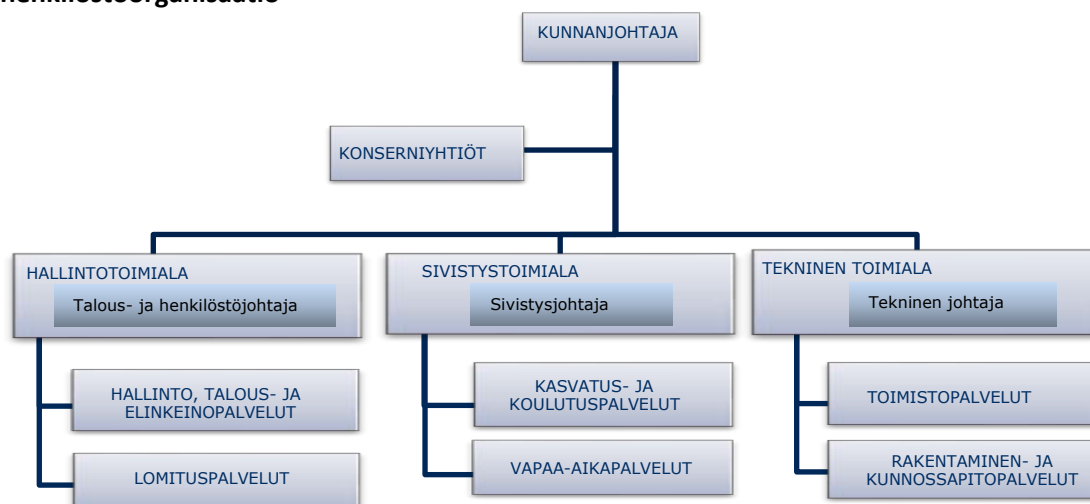 KUNNANJOHTAJA
KONSERNIYHTIÖT
HALLINTOTOIMIALA
Talous- ja henkilöstöjohtaja
SIVISTYSTOIMIALA
Sivistysjohtaja
TEKNINEN TOIMIALA
Tekninen johtaja
HALLINTO, TALOUS- JA
ELINKEINOPALVELUT
LOMITUSPALVELUT
KASVATUS- JA
KOULUTUSPALVELUT
VAPAA-AIKAPALVELUT
TOIMISTOPALVELUT
RAKENTAMINEN- JA
KUNNOSSAPITOPALVELUT